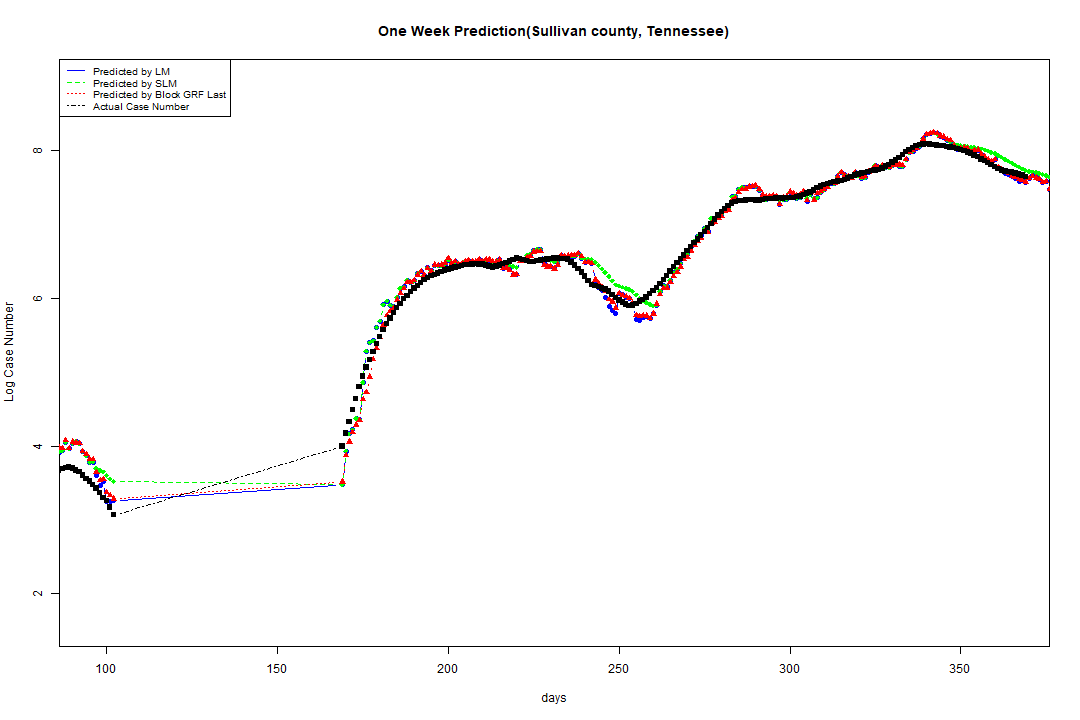 One Week Prediction(Sullivan county, Tennessee)
Predicted by LM
Predicted by SLM
Predicted by Block GRF Last
Actual Case Number
Log Case Number
8
6
4
2
100 150 200 250 300 350
days